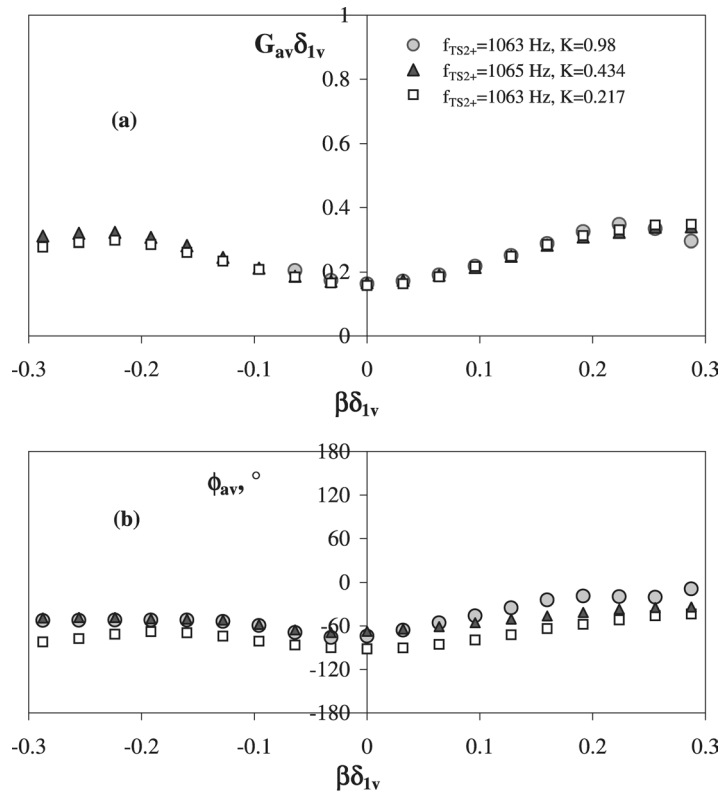 1
G_avδ_1v
f_TS2+=1063 Hz, K=0.98
f_TS2+=1065 Hz, K=0.434
f_TS2+=1063 Hz, K=0.217
0.8
(a)
0.6
0.4
0.2
0
-0.3 -0.2 -0.1 0 0.1 0.2 0.3
βδ_1v
180
ϕ_av, °
120
(b)
60
0
-60
-120
-180
-0.3 -0.2 -0.1 0 0.1 0.2 0.3
βδ_1v